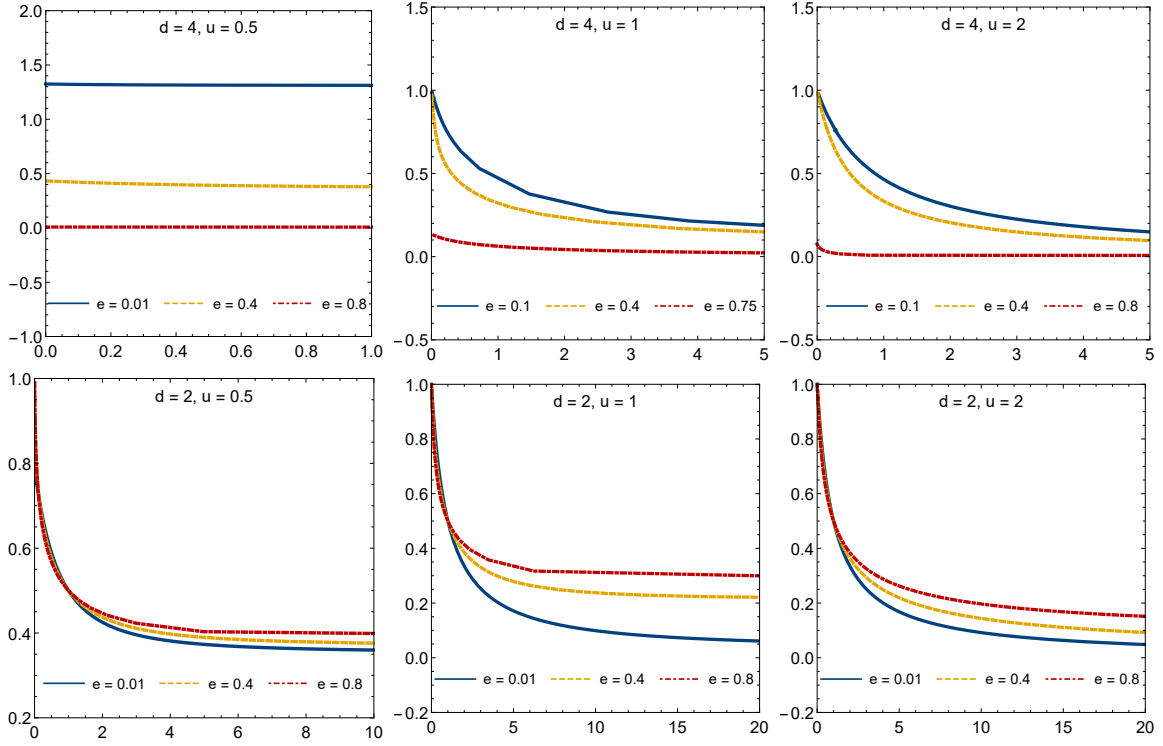 d = 4, u = 0.5
2.0
1.5
1.0
0.5
0.0
−0.5
−1.0
e = 0.01 e = 0.4 e = 0.8
0.0 0.2 0.4 0.6 0.8 1.0
d = 4, u = 1
1.5
1.0
0.5
0.0
−0.5
e = 0.1 e = 0.4 e = 0.75
0 1 2 3 4 5
d = 4, u = 2
1.5
1.0
0.5
0.0
−0.5
e = 0.1 e = 0.4 e = 0.8
0 1 2 3 4 5
d = 2, u = 0.5
1.0
0.8
0.6
0.4
0.2
e = 0.01 e = 0.4 e = 0.8
0 2 4 6 8 10
d = 2, u = 1
1.0
0.8
0.6
0.4
0.2
0.0
−0.2
e = 0.01 e = 0.4 e = 0.8
0 5 10 15 20
d = 2, u = 2
1.0
0.8
0.6
0.4
0.2
0.0
−0.2
e = 0.01 e = 0.4 e = 0.8
0 5 10 15 20